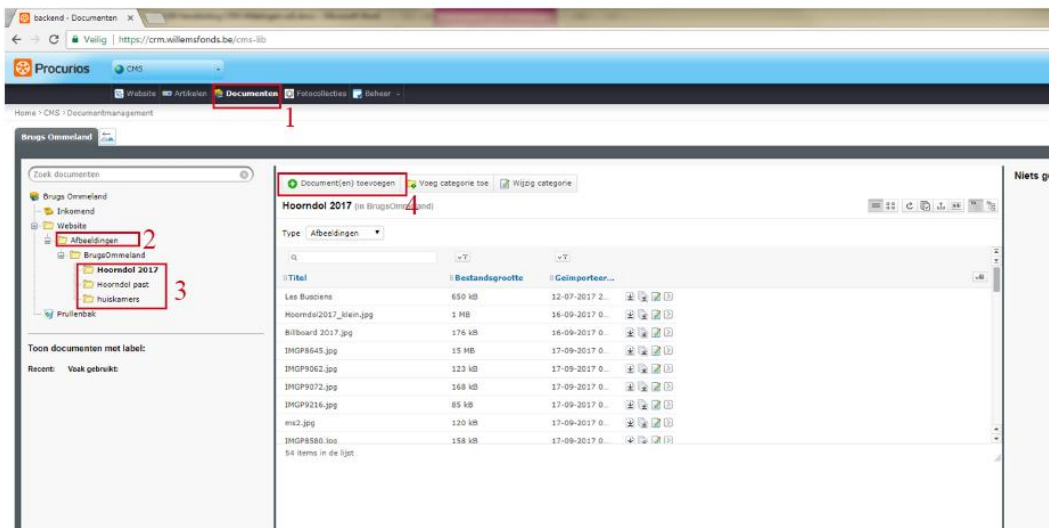 backend - Documenten
Veilig | https://crm.willemsfonds.be/cms-lib
Procurios CMS
Website Artikelen Documenten Fotocollecties Beheer
1
Home > CMS > Documentmanagement
Brugs Ommeland
Zoek documenten
Brugs Ommeland
Inkomend
Website
Afbeeldingen 2
BrugsOmmeland
Hoorndol 2017
Hoorndol past
huiskamers
3
Prullenbak
Toon documenten met label:
Recent: Vaak gebruikt:
Document(en) toevoegen Voeg categorie toe Wijzig categorie
4
Hoorndol 2017 (in BrugsOmmeland)
Type Afbeeldingen
Titel Bestandsgrootte Geïmporteer...
Les Busciens 650 kB 12-07-2017 2...
Hoorndol2017_klein.jpg 1 MB 16-09-2017 0...
Billboard 2017.jpg 176 kB 16-09-2017 0...
IMGP8645.jpg 15 MB 17-09-2017 0...
IMGP9062.jpg 123 kB 17-09-2017 0...
IMGP9072.jpg 168 kB 17-09-2017 0...
IMGP9216.jpg 85 kB 17-09-2017 0...
ms2.jpg 120 kB 17-09-2017 0...
IMGP8580.jpg 158 kB 17-09-2017 0...
54 items in de lijst
Niets g